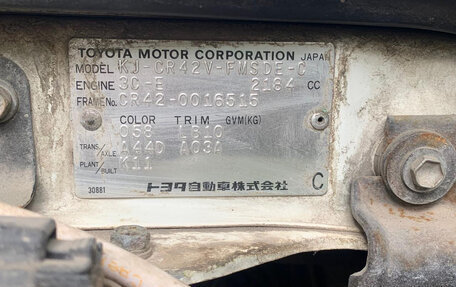 TOYOTA MOTOR CORPORATION JAPAN
MODEL KJ-CR42V-FMSDE-C
ENGINE 3C-E 2184 CC
FRAME No. CR42-0016515
COLOR TRIM GVM(KG)
058 LB10
TRANS/AXLE A44D A03A
PLANT/BUILT K11
トヨタ自動車株式会社
30881 C